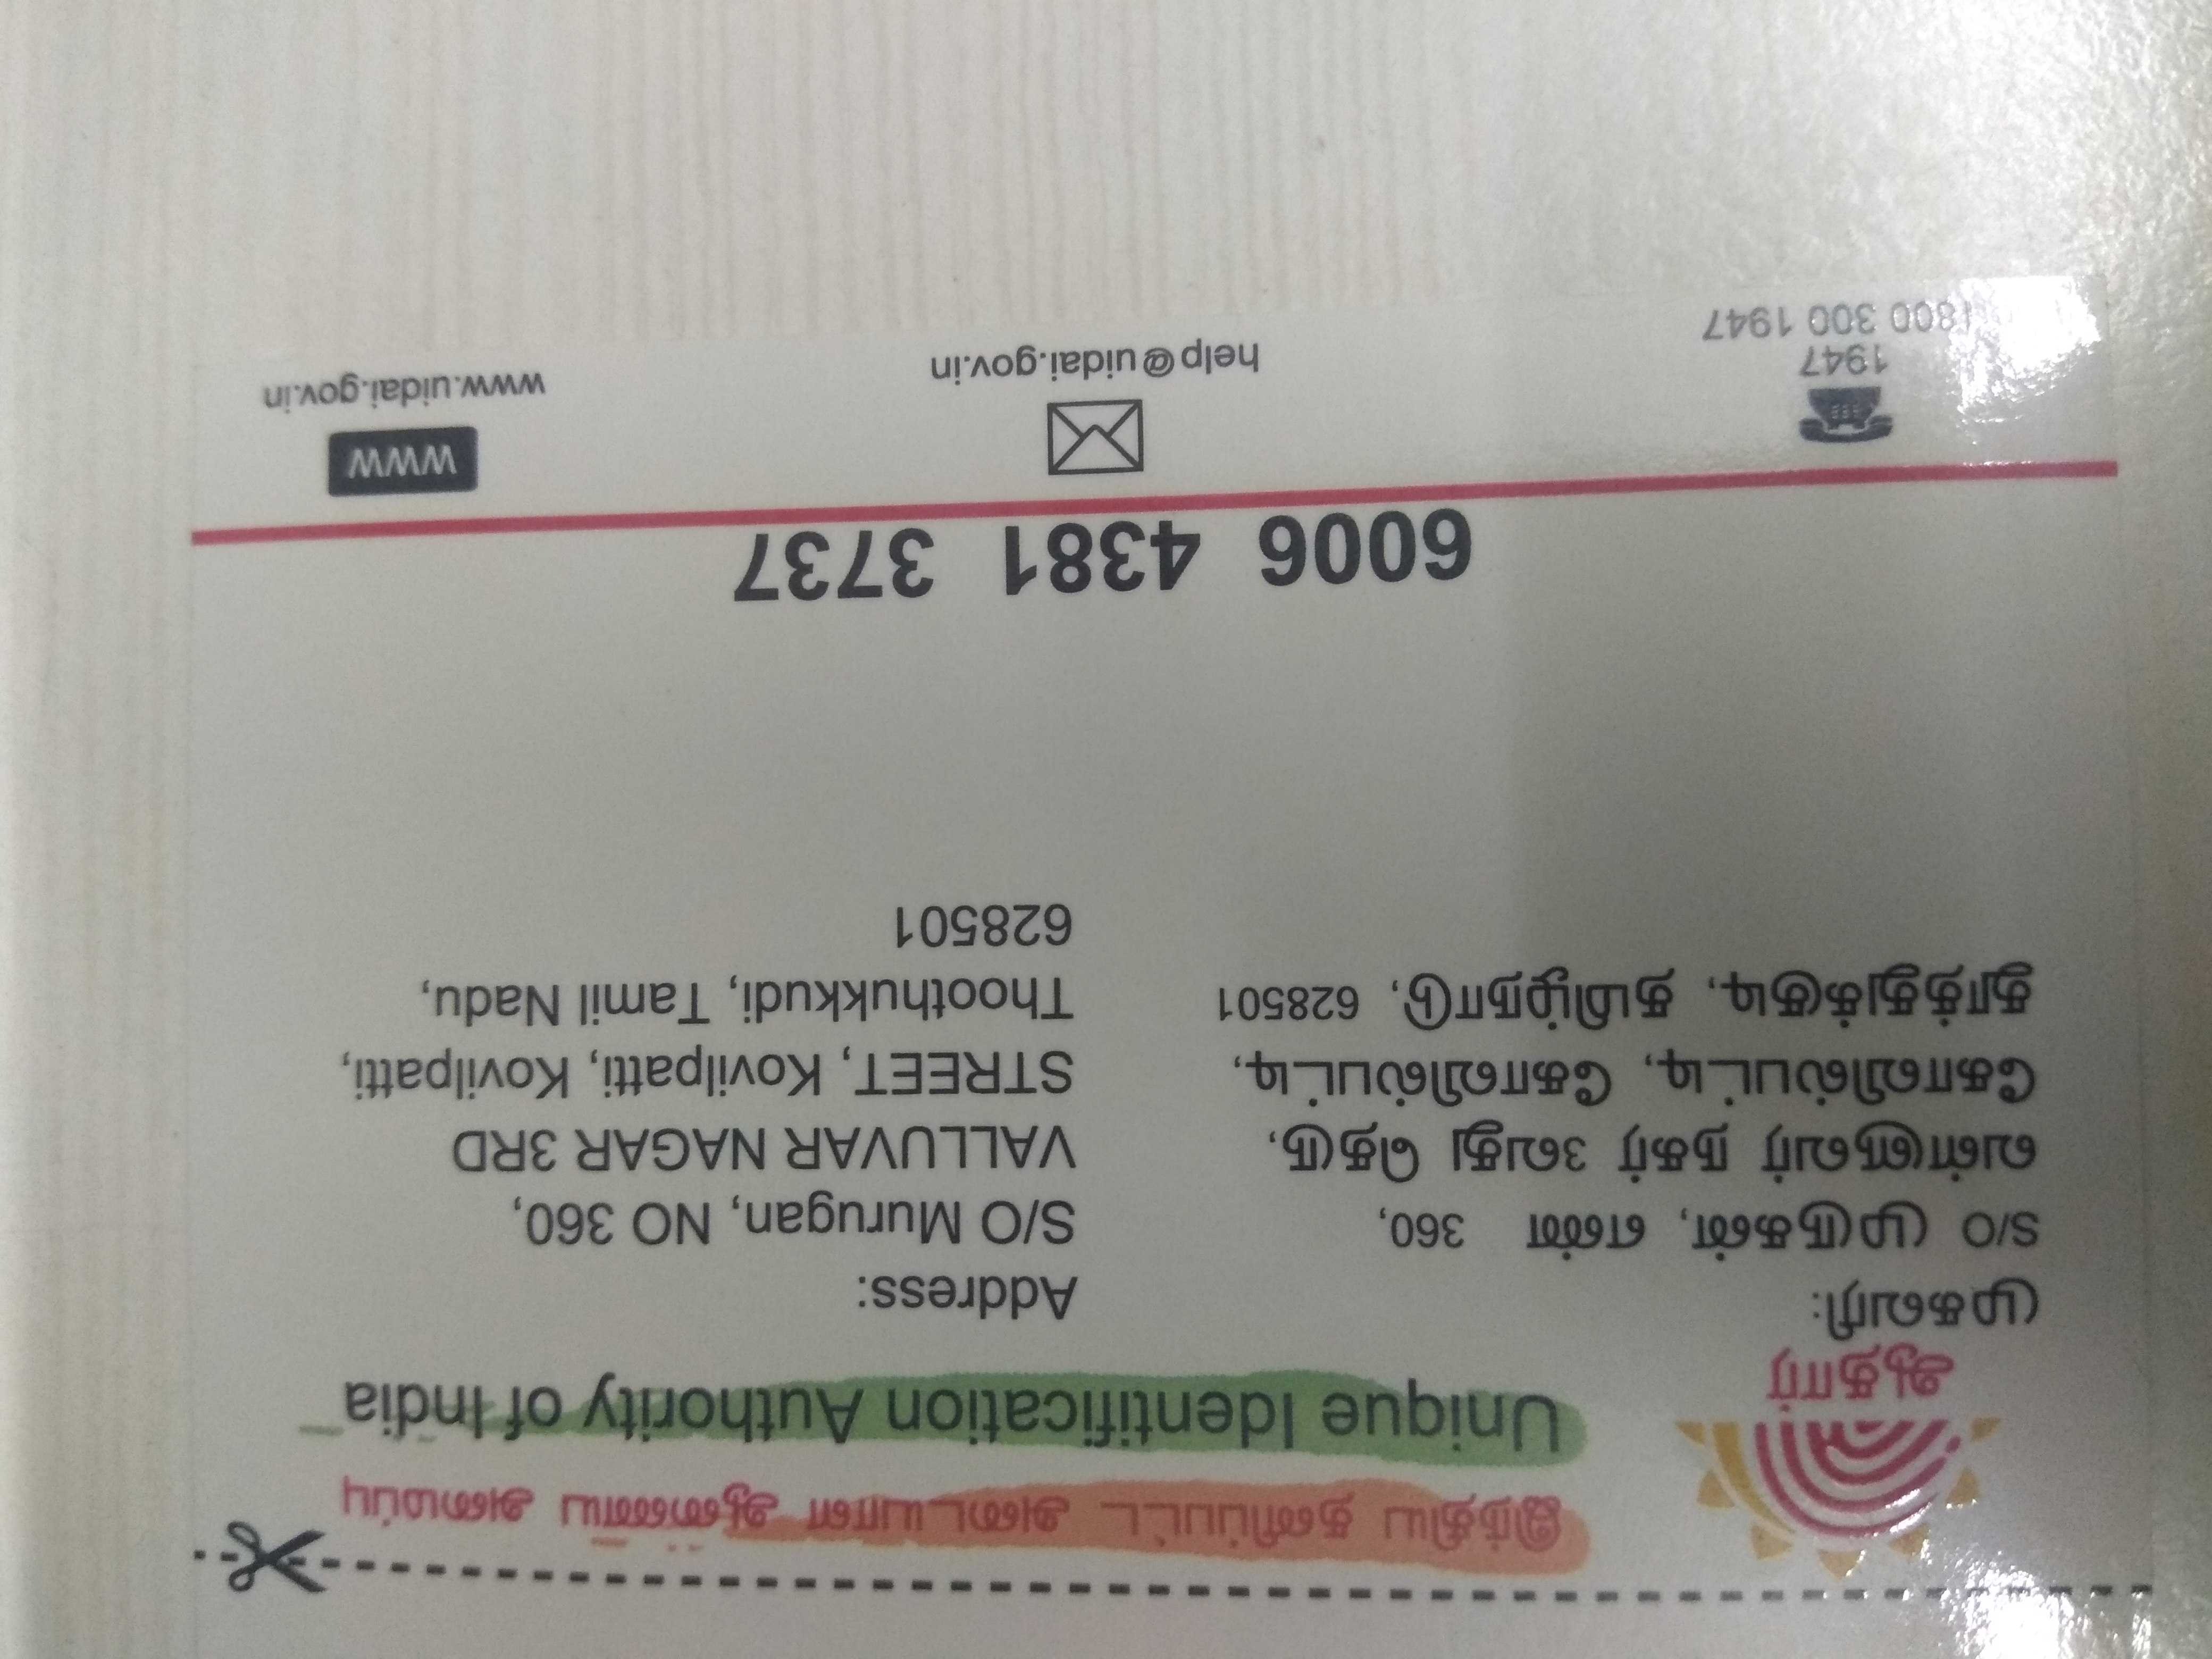 இந்திய தனிப்பட்ட அடையாள ஆணைய அமைப்பு
Unique Identification Authority of India
ஆதார்
முகவரி:
S/O முருகன், எண் 360,
வள்ளுவர் நகர் 3வது தெரு,
கோவில்பட்டி, கோவில்பட்டி,
தூத்துக்குடி, தமிழ்நாடு, 628501
Address:
S/O Murugan, NO 360,
VALLUVAR NAGAR 3RD
STREET, Kovilpatti, Kovilpatti,
Thoothukkudi, Tamil Nadu,
628501
6006 4381 3737
1947
1800 300 1947
help@uidai.gov.in
www
www.uidai.gov.in